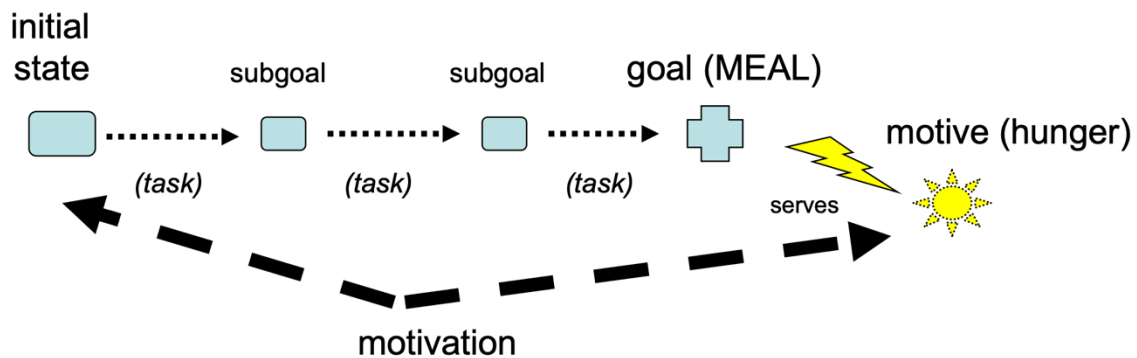 initial
state
subgoal
subgoal
goal (MEAL)
motive (hunger)
(task)
(task)
(task)
serves
motivation